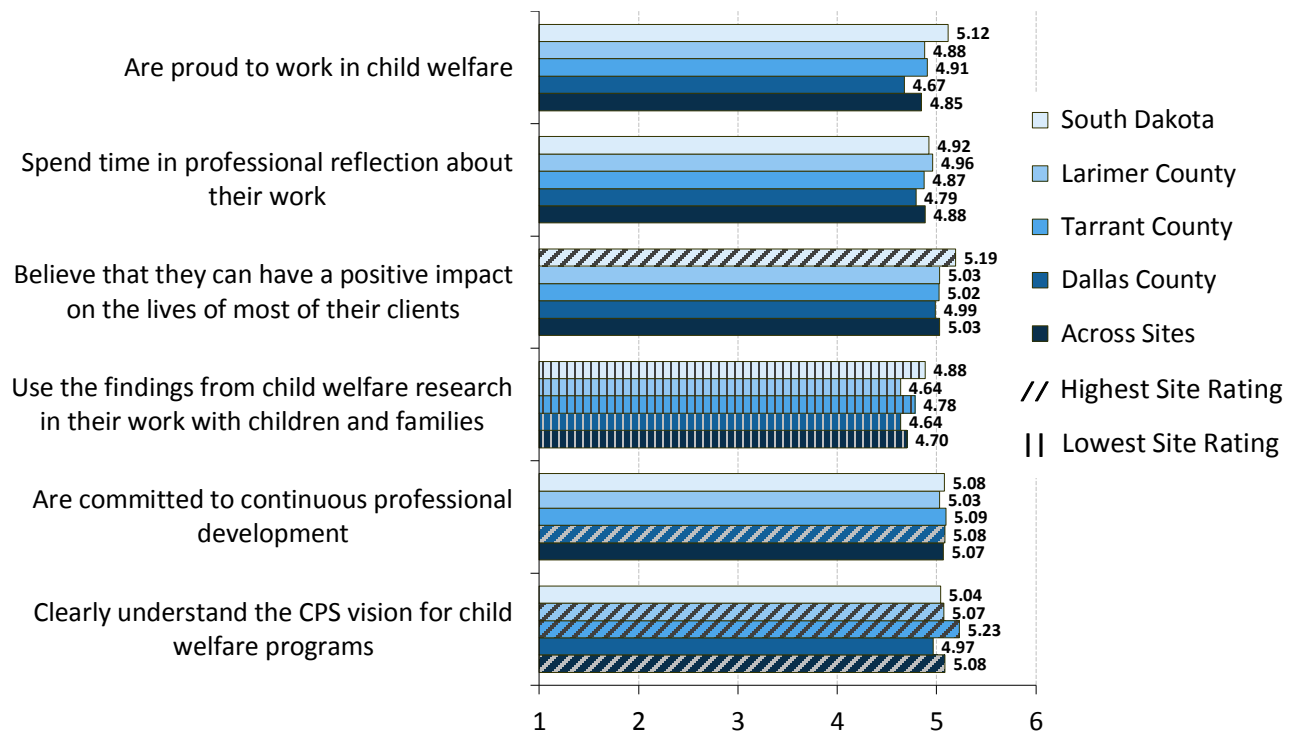 Are proud to work in child welfare
5.12
4.88
4.91
4.67
4.85
Spend time in professional reflection about
their work
4.92
4.96
4.87
4.79
4.88
Believe that they can have a positive impact
on the lives of most of their clients
5.19
5.03
5.02
4.99
5.03
Use the findings from child welfare research
in their work with children and families
4.88
4.64
4.78
4.64
4.70
Are committed to continuous professional
development
5.08
5.03
5.09
5.08
5.07
Clearly understand the CPS vision for child
welfare programs
5.04
5.07
5.23
4.97
5.08
1 2 3 4 5 6
South Dakota
Larimer County
Tarrant County
Dallas County
Across Sites
Highest Site Rating
Lowest Site Rating